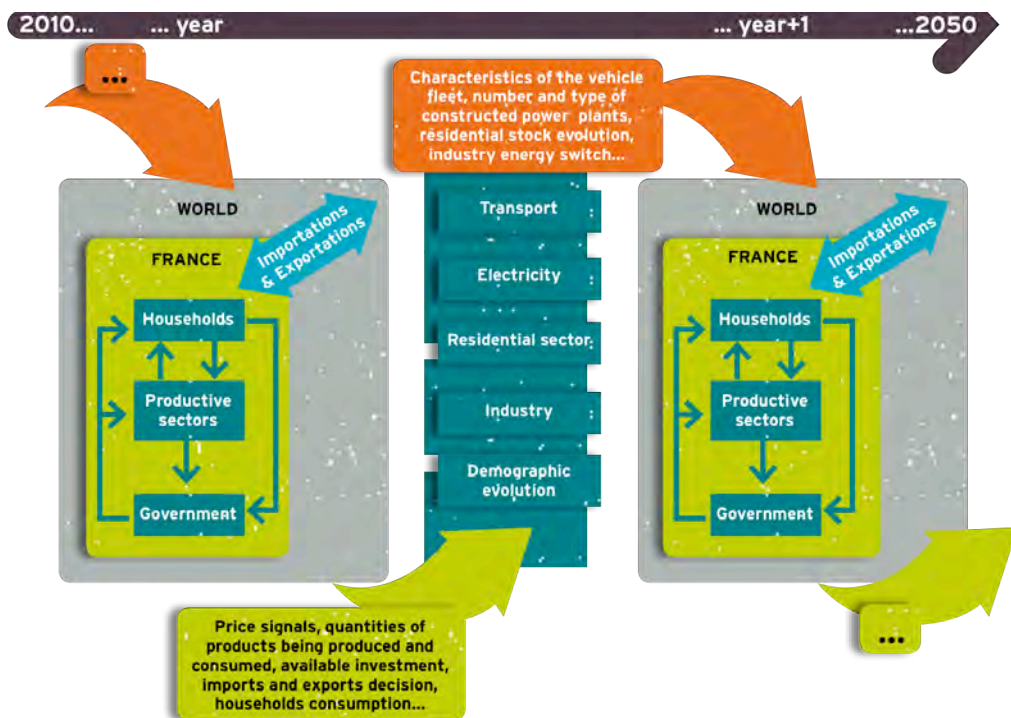 2010... ... year ... year+1 ...2050
...
Characteristics of the vehicle
fleet, number and type of
constructed power plants,
residential stock evolution,
industry energy switch...
WORLD
Importations
& Exportations
FRANCE
Households
Productive
sectors
Government
Transport
Electricity
Residential sector
Industry
Demographic
evolution
WORLD
Importations
& Exportations
FRANCE
Households
Productive
sectors
Government
Price signals, quantities of
products being produced and
consumed, available investment,
imports and exports decision,
households consumption...
...